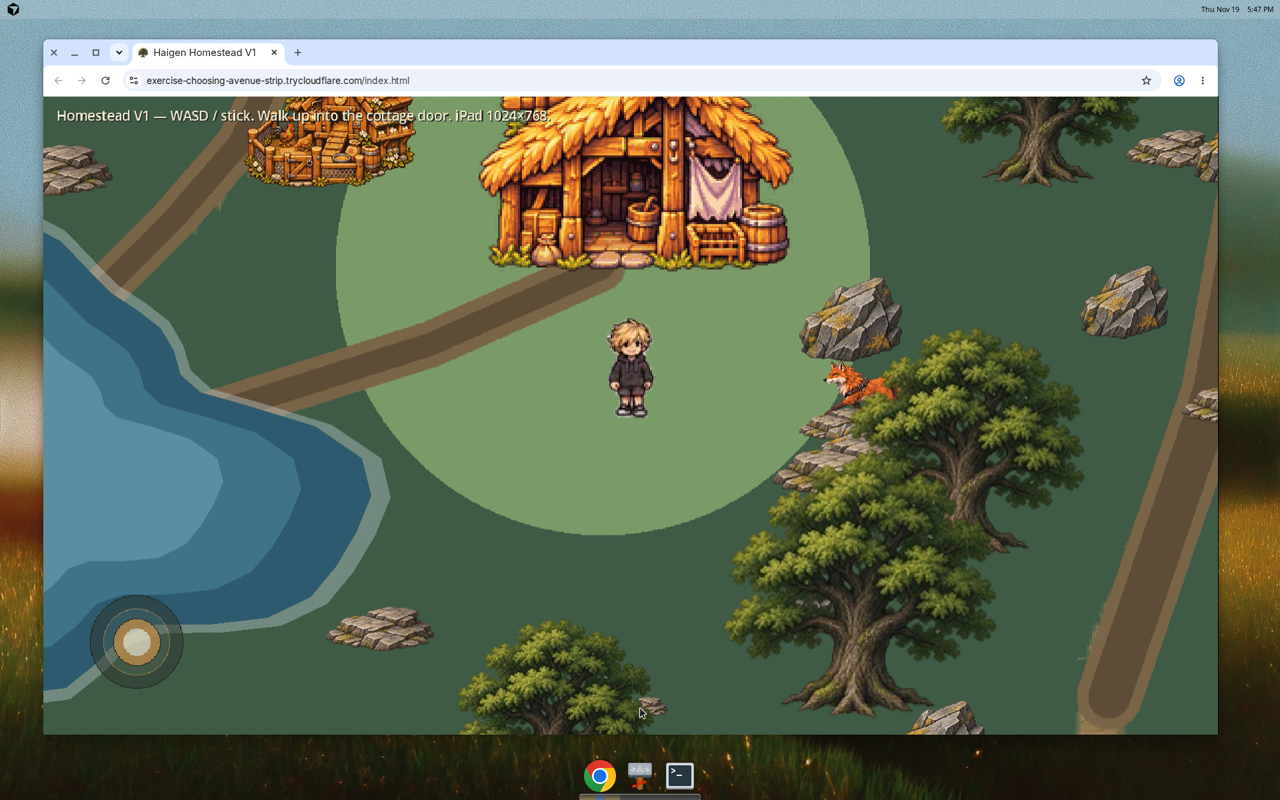 Thu Nov 19 5:47 PM
Haigen Homestead V1
exercise-choosing-avenue-strip.trycloudflare.com/index.html
Homestead V1 — WASD / stick. Walk up into the cottage door. iPad 1024×768.